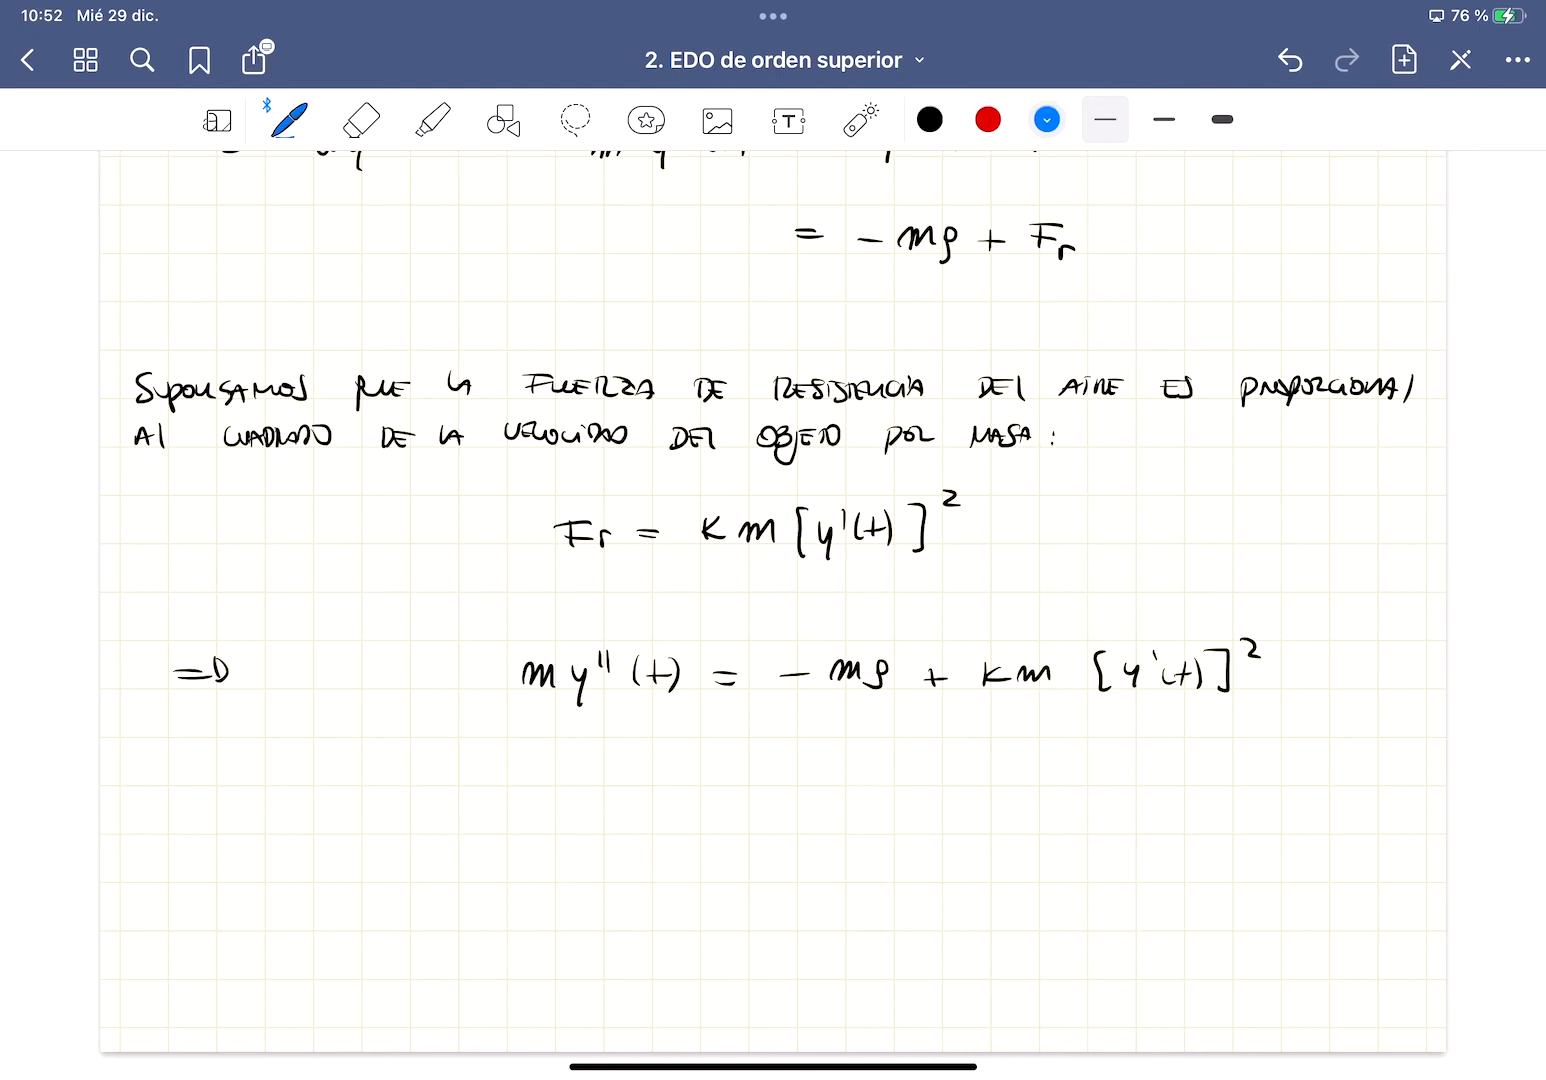 10:52 Mié 29 dic.
76 %
2. EDO de orden superior
= - mg + Fr
SUPONGAMOS QUE LA FUERZA DE RESISTENCIA DEL AIRE ES PROPORCIONAL
AL CUADRADO DE LA VELOCIDAD DEL OBJETO POR MASA:
Fr = km [y'(t)]²
=D my''(t) = - mg + km [y'(t)]²